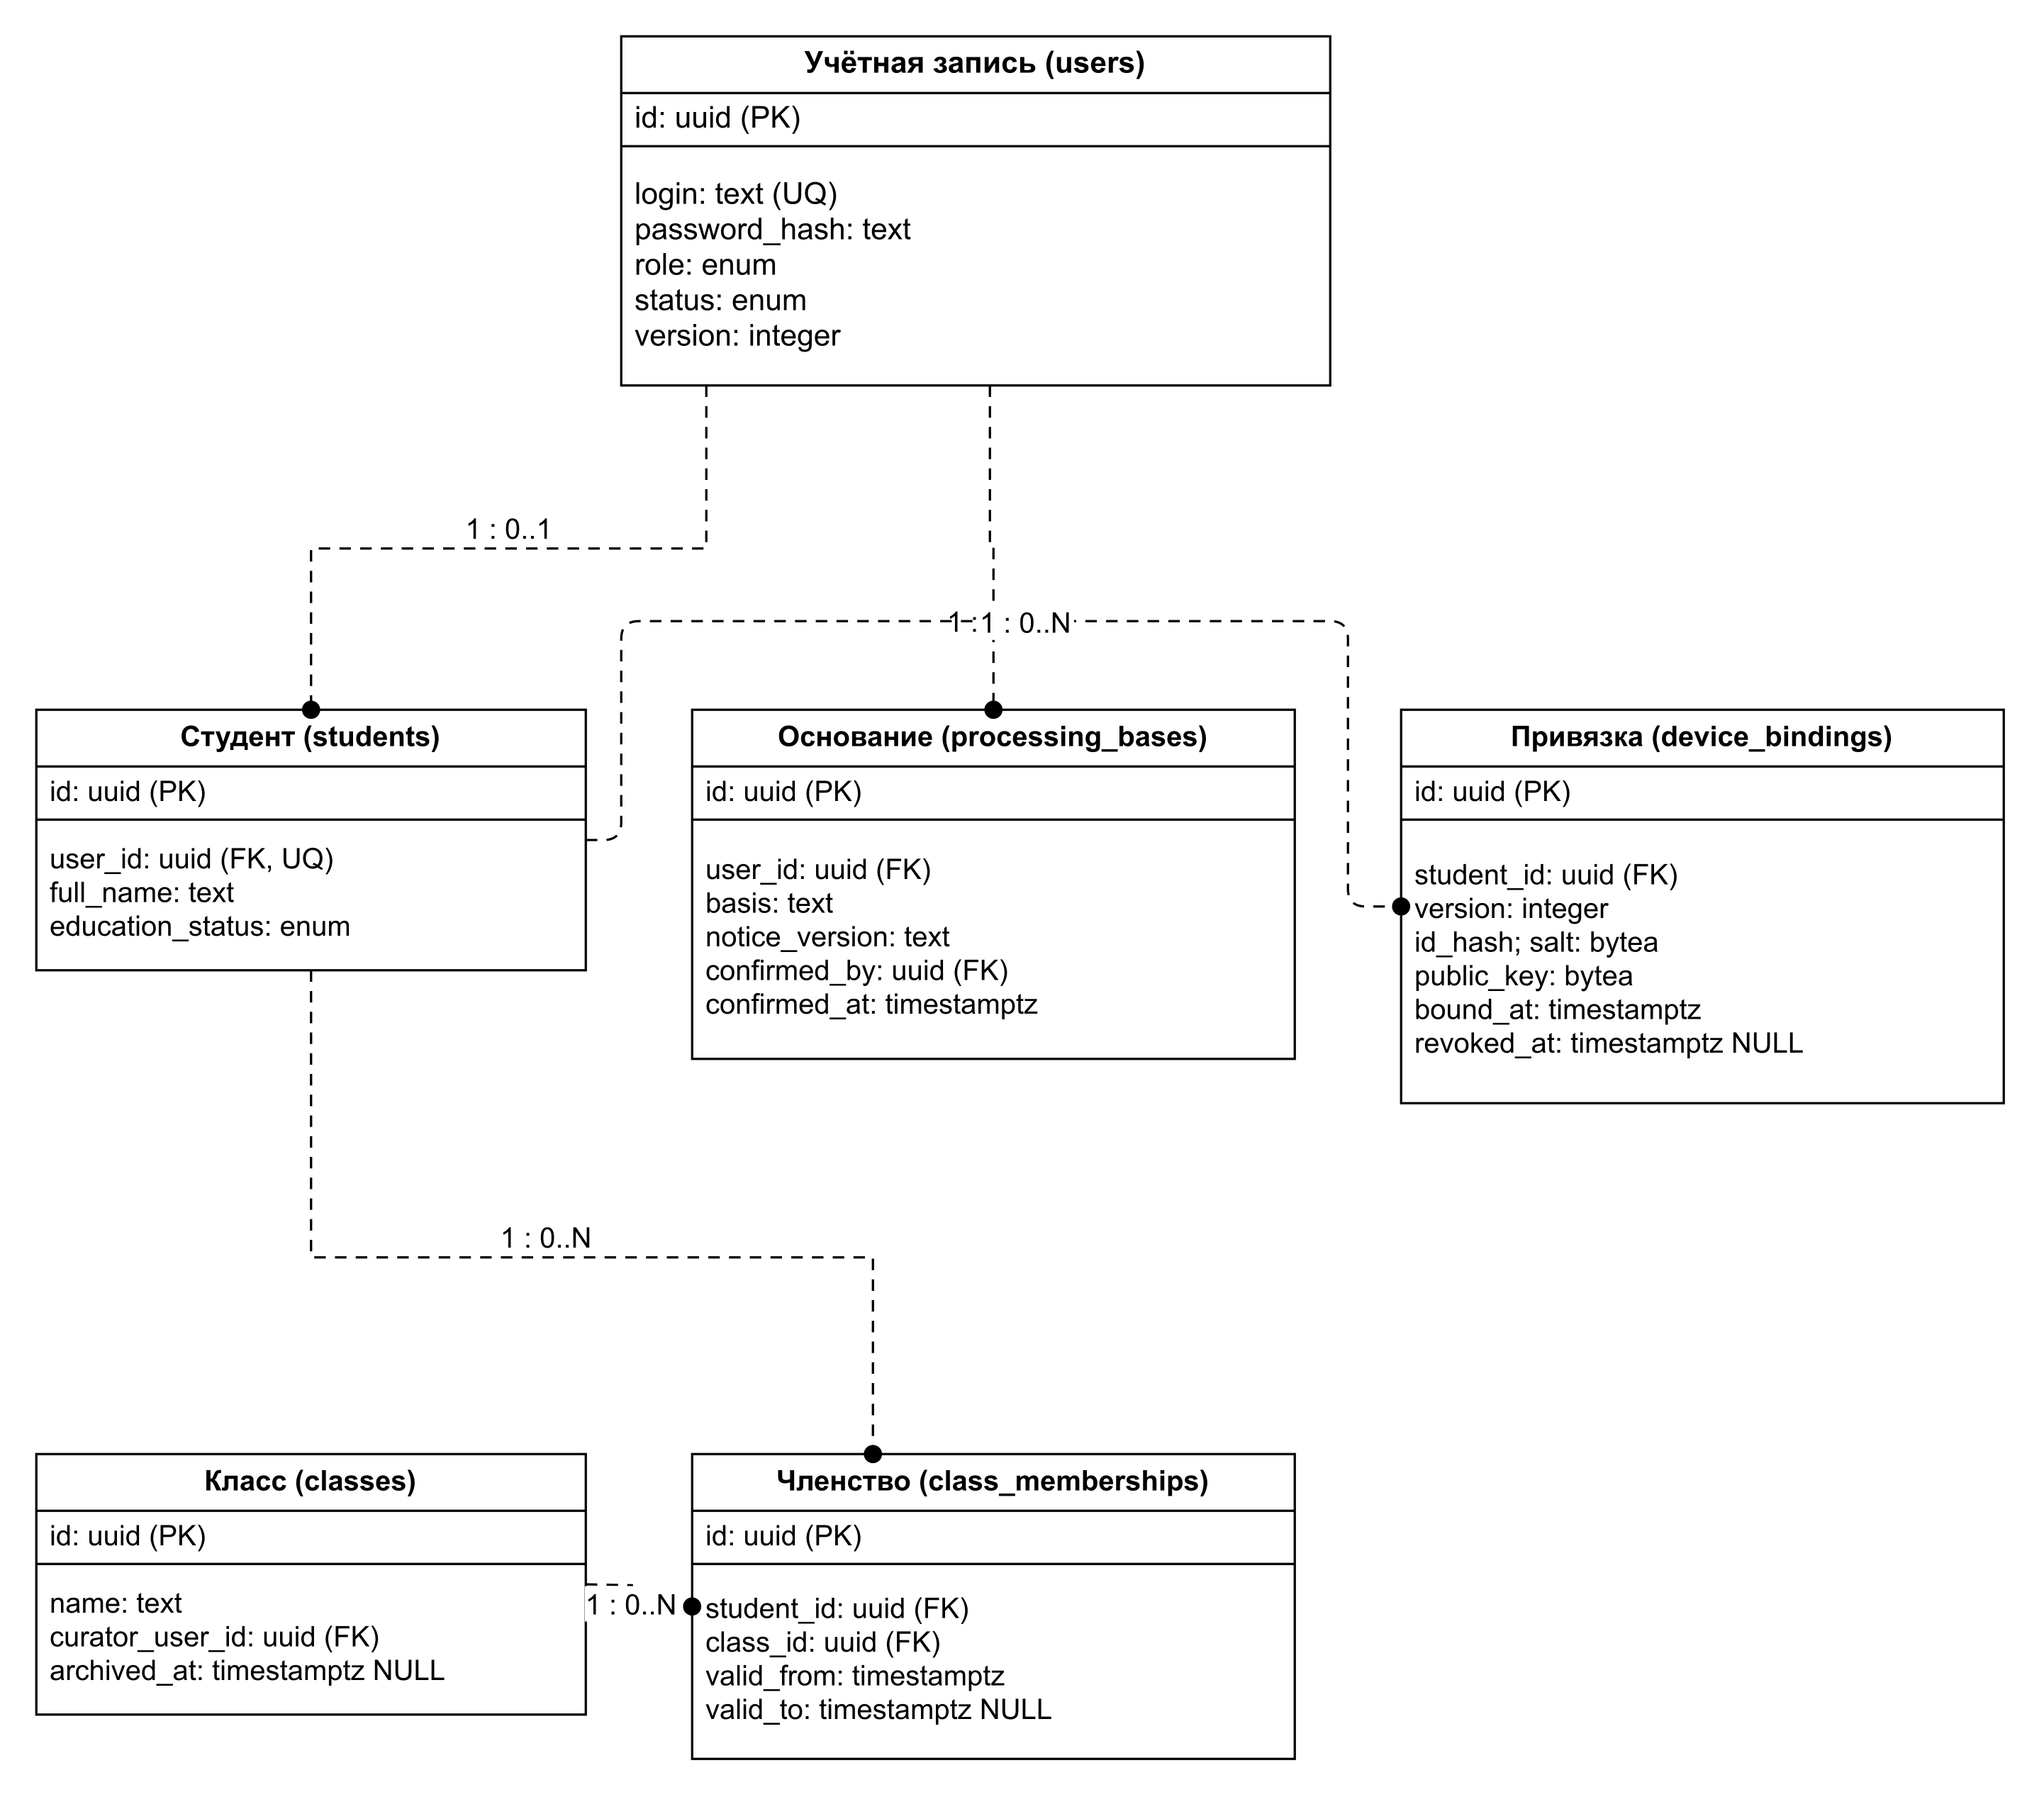 Учётная запись (users)
id: uuid (PK)
login: text (UQ)
password_hash: text
role: enum
status: enum
version: integer
1 : 0..1
1 :
1 : 0..N
Студент (students)
id: uuid (PK)
user_id: uuid (FK, UQ)
full_name: text
education_status: enum
Основание (processing_bases)
id: uuid (PK)
user_id: uuid (FK)
basis: text
notice_version: text
confirmed_by: uuid (FK)
confirmed_at: timestamptz
Привязка (device_bindings)
id: uuid (PK)
student_id: uuid (FK)
version: integer
id_hash; salt: bytea
public_key: bytea
bound_at: timestamptz
revoked_at: timestamptz NULL
1 : 0..N
Класс (classes)
id: uuid (PK)
name: text
curator_user_id: uuid (FK)
archived_at: timestamptz NULL
1 : 0..N
Членство (class_memberships)
id: uuid (PK)
student_id: uuid (FK)
class_id: uuid (FK)
valid_from: timestamptz
valid_to: timestamptz NULL